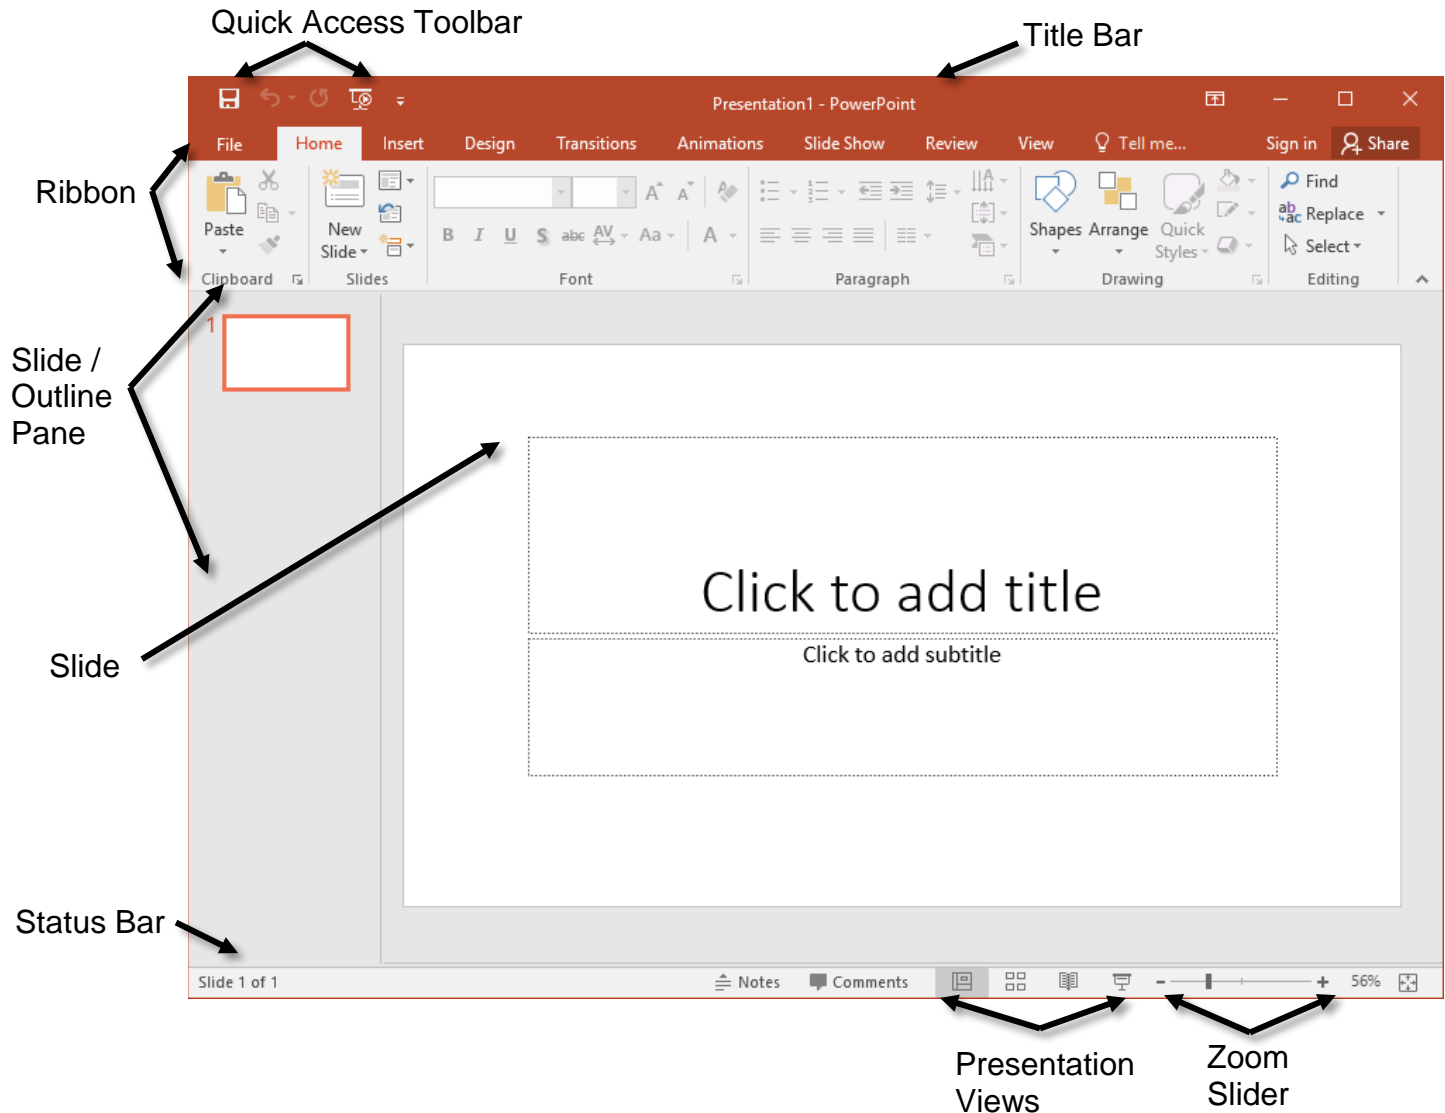 Quick Access Toolbar
Title Bar
Presentation1 - PowerPoint
File Home Insert Design Transitions Animations Slide Show Review View Tell me... Sign in Share
Ribbon
Paste
New
Slide
A A
B I U S abc AV Aa A
Shapes Arrange Quick
Styles
Find
Replace
Select
Clipboard Slides Font Paragraph Drawing Editing
1
Slide /
Outline
Pane
Click to add title
Click to add subtitle
Slide
Status Bar
Slide 1 of 1 Notes Comments - + 56%
Presentation
Views
Zoom
Slider